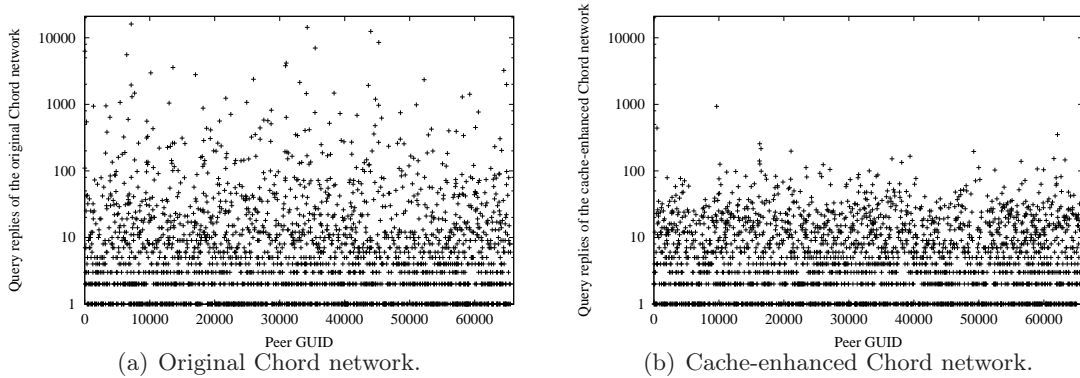 Query replies of the original Chord network
10000
1000
100
10
1
0 10000 20000 30000 40000 50000 60000
Peer GUID
(a) Original Chord network.
Query replies of the cache-enhanced Chord network
10000
1000
100
10
1
0 10000 20000 30000 40000 50000 60000
Peer GUID
(b) Cache-enhanced Chord network.